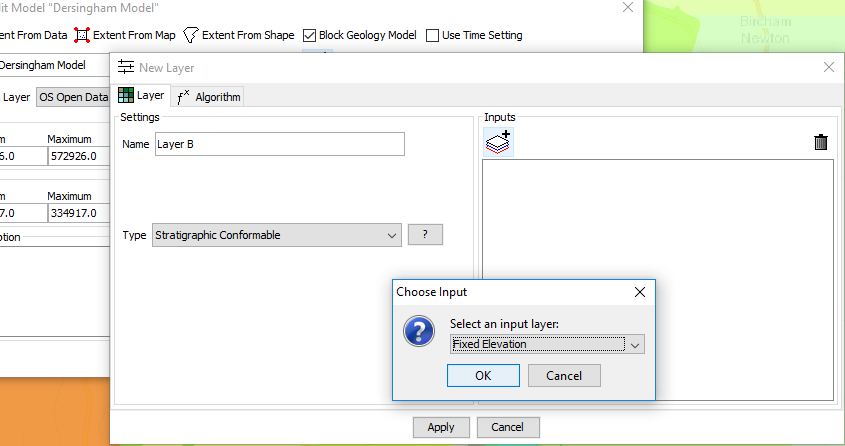 dit Model "Dersingham Model"
ent From Data Extent From Map Extent From Shape Block Geology Model Use Time Setting
Bircham
Newton
Dersingham Model
New Layer
Layer OS Open Data
Layer Algorithm
Settings
Inputs
Name Layer B
m Maximum
6.0 572926.0
m Maximum
7.0 334917.0
Type Stratigraphic Conformable ?
ption
Choose Input
Select an input layer:
Fixed Elevation
OK Cancel
Apply Cancel